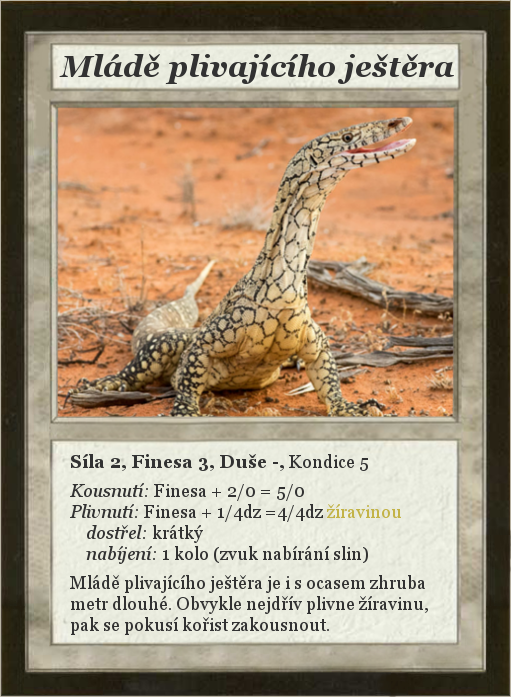 Mládě plivajícího ještěra
Síla 2, Finesa 3, Duše -, Kondice 5
Kousnutí: Finesa + 2/0 = 5/0
Plivnutí: Finesa + 1/4dz =4/4dz žíravinou
dostřel: krátký
nabíjení: 1 kolo (zvuk nabírání slin)
Mládě plivajícího ještěra je i s ocasem zhruba
metr dlouhé. Obvykle nejdřív plivne žíravinu,
pak se pokusí kořist zakousnout.